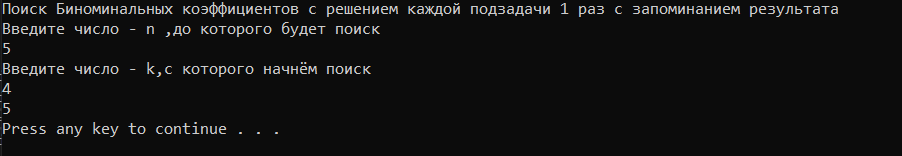 Поиск Биноминальных коэффициентов с решением каждой подзадачи 1 раз с запоминанием результата
Введите число - n ,до которого будет поиск
5
Введите число - k,с которого начнём поиск
4
5
Press any key to continue . . .